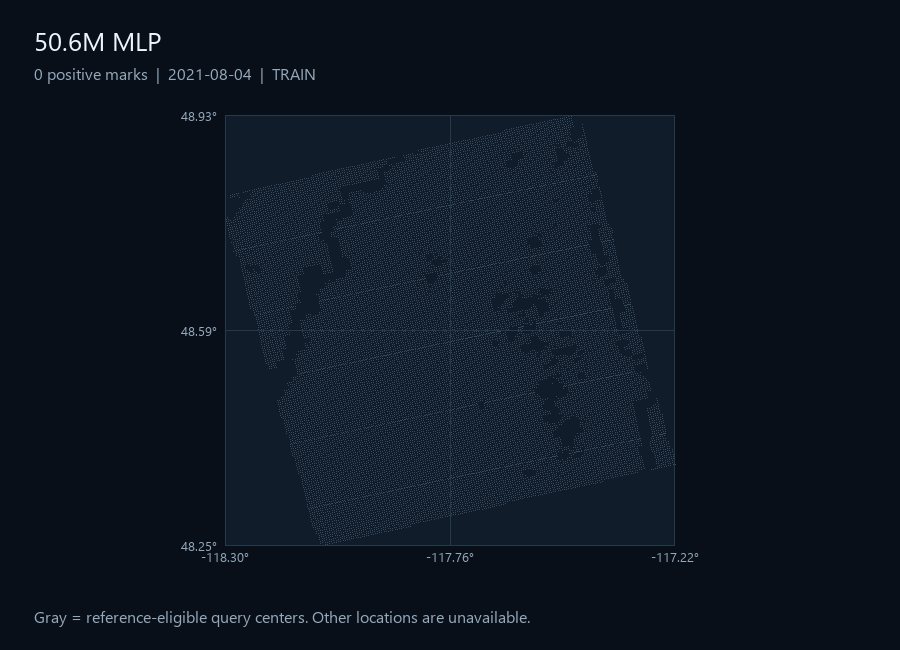 50.6M MLP
0 positive marks | 2021-08-04 | TRAIN
48.93°
48.59°
48.25°
-118.30°
-117.76°
-117.22°
Gray = reference-eligible query centers. Other locations are unavailable.